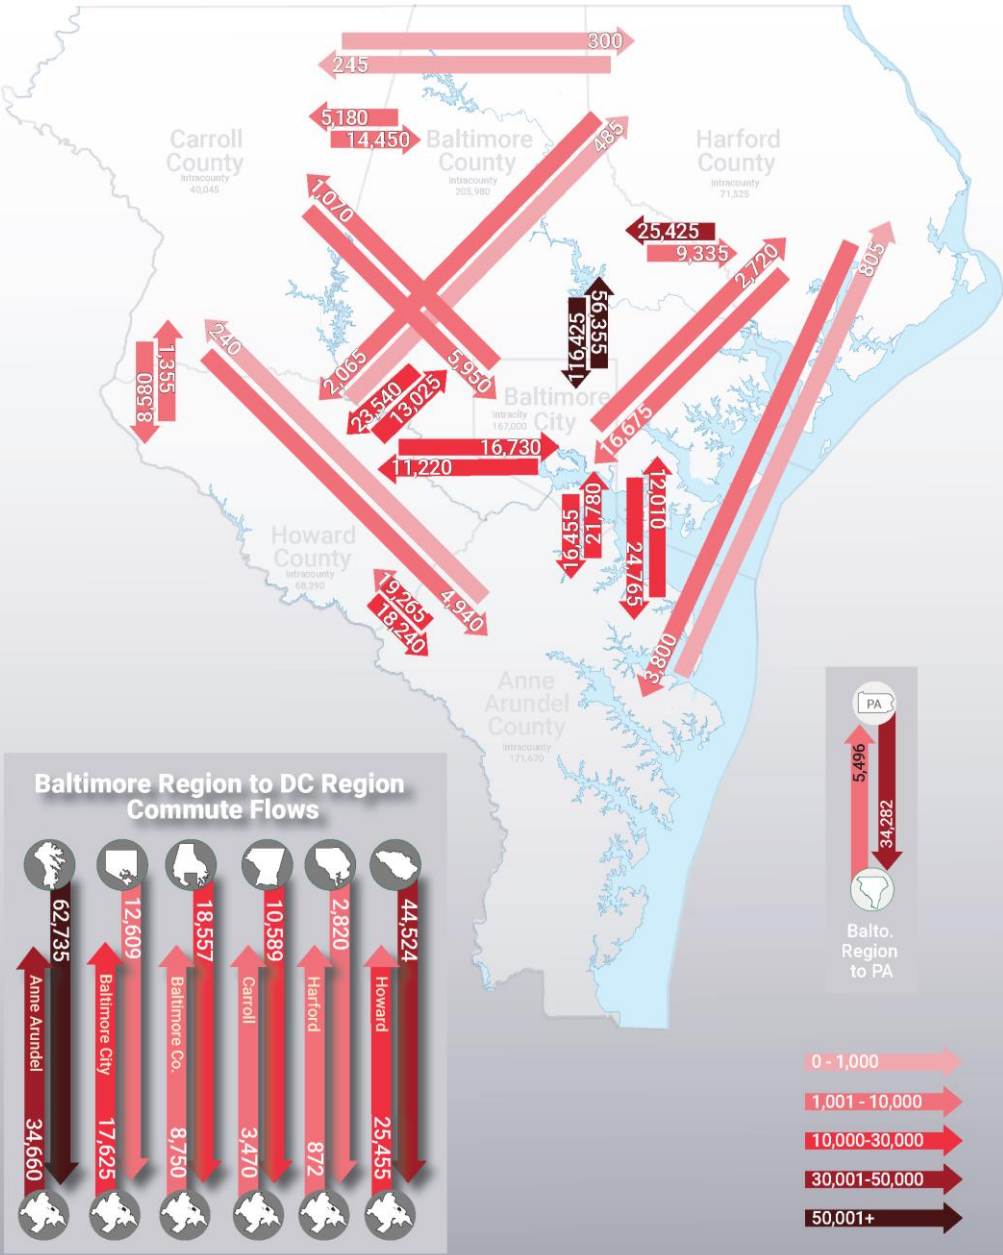 300
245
5,180
14,450
Carroll
County
Intracounty
40,045
Baltimore
County
Intracounty
205,980
Harford
County
Intracounty
71,525
485
1,070
25,425
9,335
2,720
805
56,355
116,425
240
1,355
8,580
2,065
5,950
23,540
13,025
Baltimore
City
Intracity
167,000
16,675
16,730
11,220
12,010
21,780
16,455
24,765
Howard
County
Intracounty
68,390
19,265
18,240
4,940
3,800
Anne
Arundel
County
Intracounty
171,670
PA
5,496
34,282
Balto.
Region
to PA
Baltimore Region to DC Region
Commute Flows
62,735
Anne Arundel
34,660
12,609
Baltimore City
17,625
18,557
Baltimore Co.
8,750
10,589
Carroll
3,470
2,820
Harford
872
44,524
Howard
25,455
0 - 1,000
1,001 - 10,000
10,000-30,000
30,001-50,000
50,001+